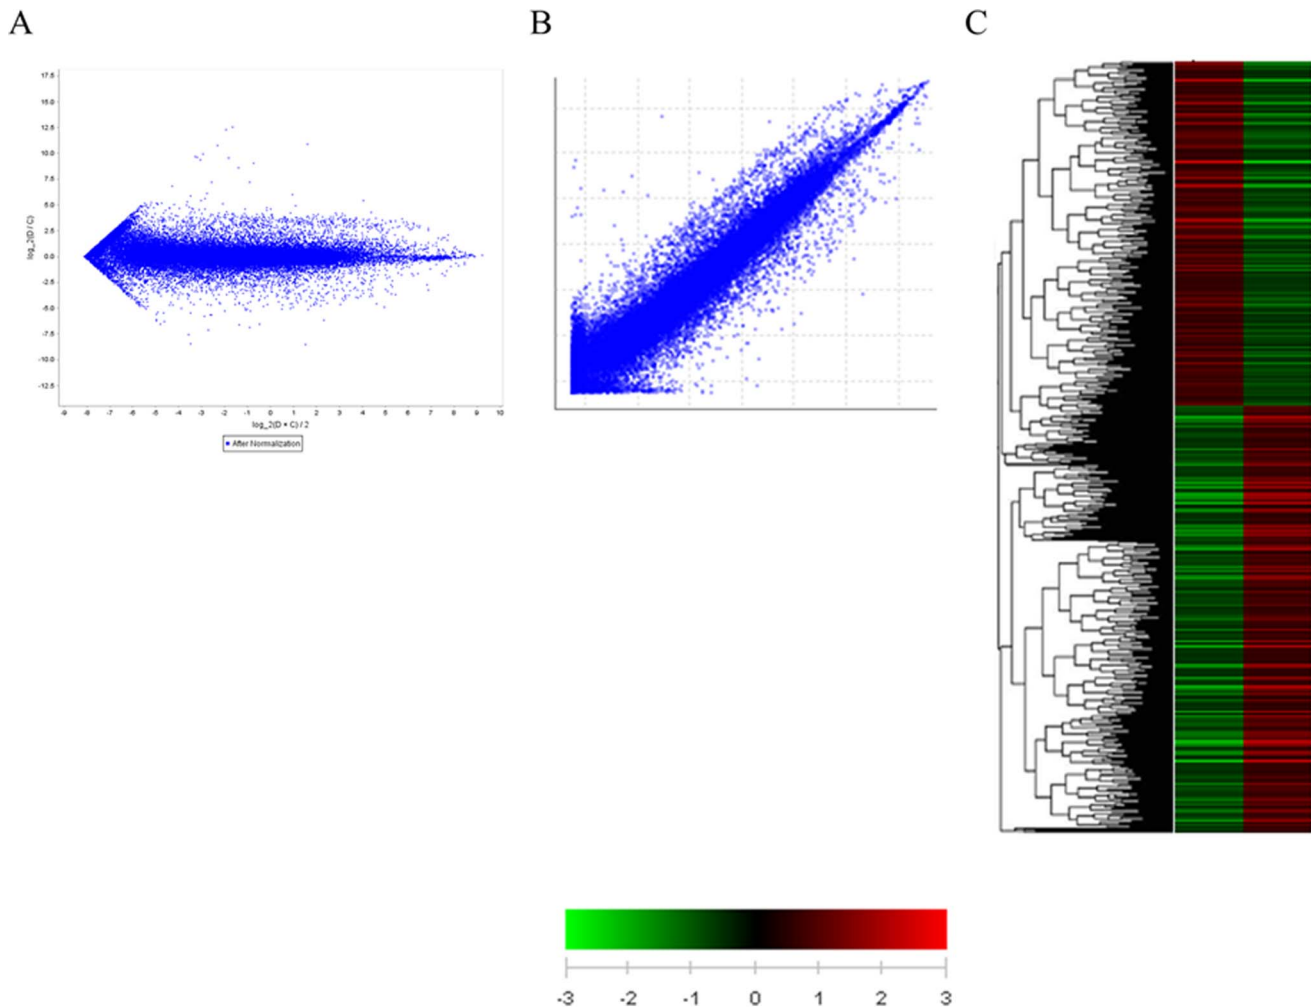 A
B
C
17.5
15.0
12.5
10.0
7.5
5.0
2.5
0.0
-2.5
-5.0
-7.5
-10.0
-12.5
log_2(D / C)
-9 -8 -7 -6 -5 -4 -3 -2 -1 0 1 2 3 4 5 6 7 8 9 10
log_2(D * C) / 2
After Normalization
-3 -2 -1 0 1 2 3